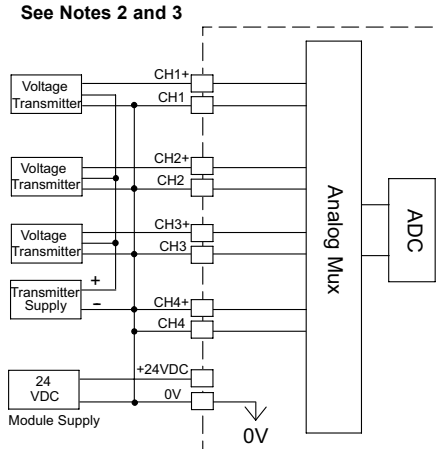 See Notes 2 and 3
Voltage
Transmitter
CH1+
CH1
Voltage
Transmitter
CH2+
CH2
Voltage
Transmitter
CH3+
CH3
Transmitter
Supply
+
–
CH4+
CH4
24
VDC
Module Supply
+24VDC
0V
0V
Analog Mux
ADC